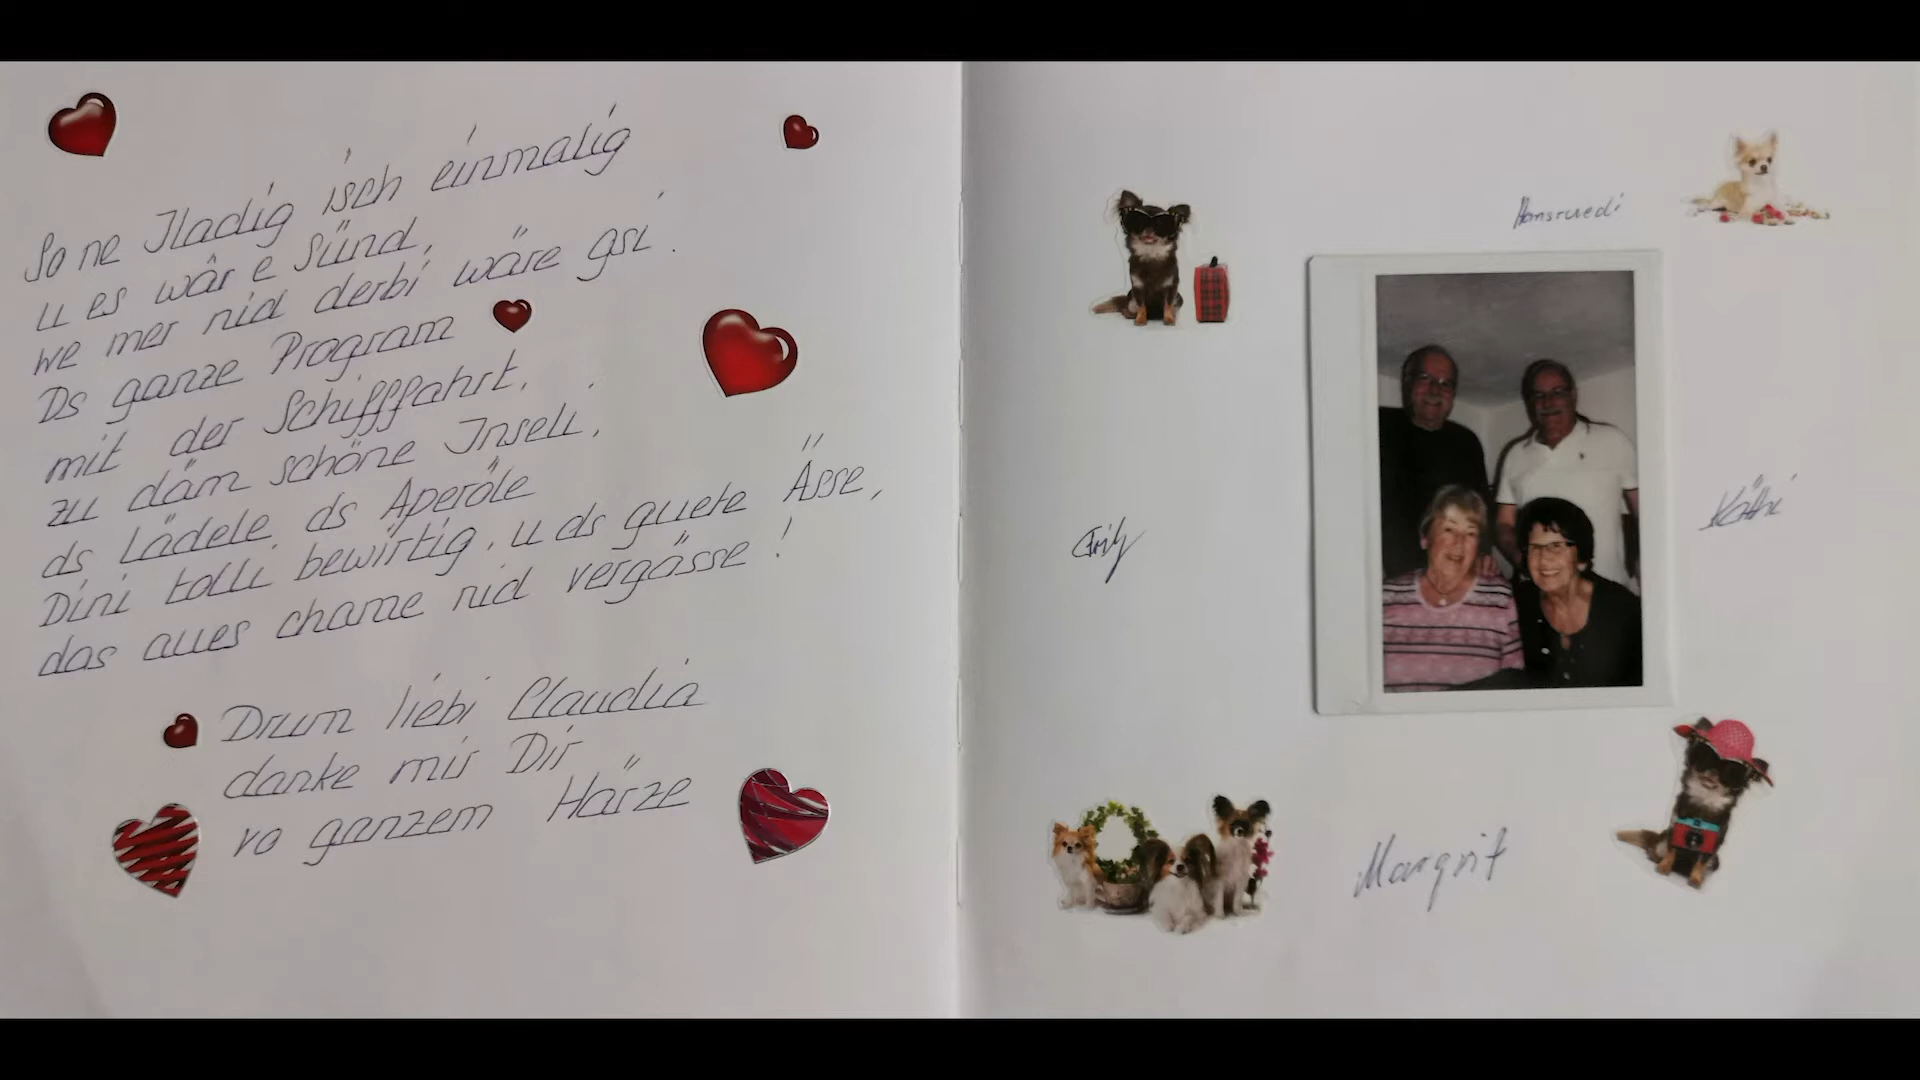 So ne Iladig isch einmalig
u es wär e Sünd,
we mer nid derbi wäre gsi.
Ds ganze Program
mit der Schifffahrt,
zu däm schöne Inseli,
ds Lädele, ds Aperöle
Dini tolli bewirtig, u ds guete Ässe,
das alles chame nid vergässe!
Drum liebi Claudia
danke mir Dir
vo ganzem Härze
Hansruedi
Käthi
Fritz
Margrit